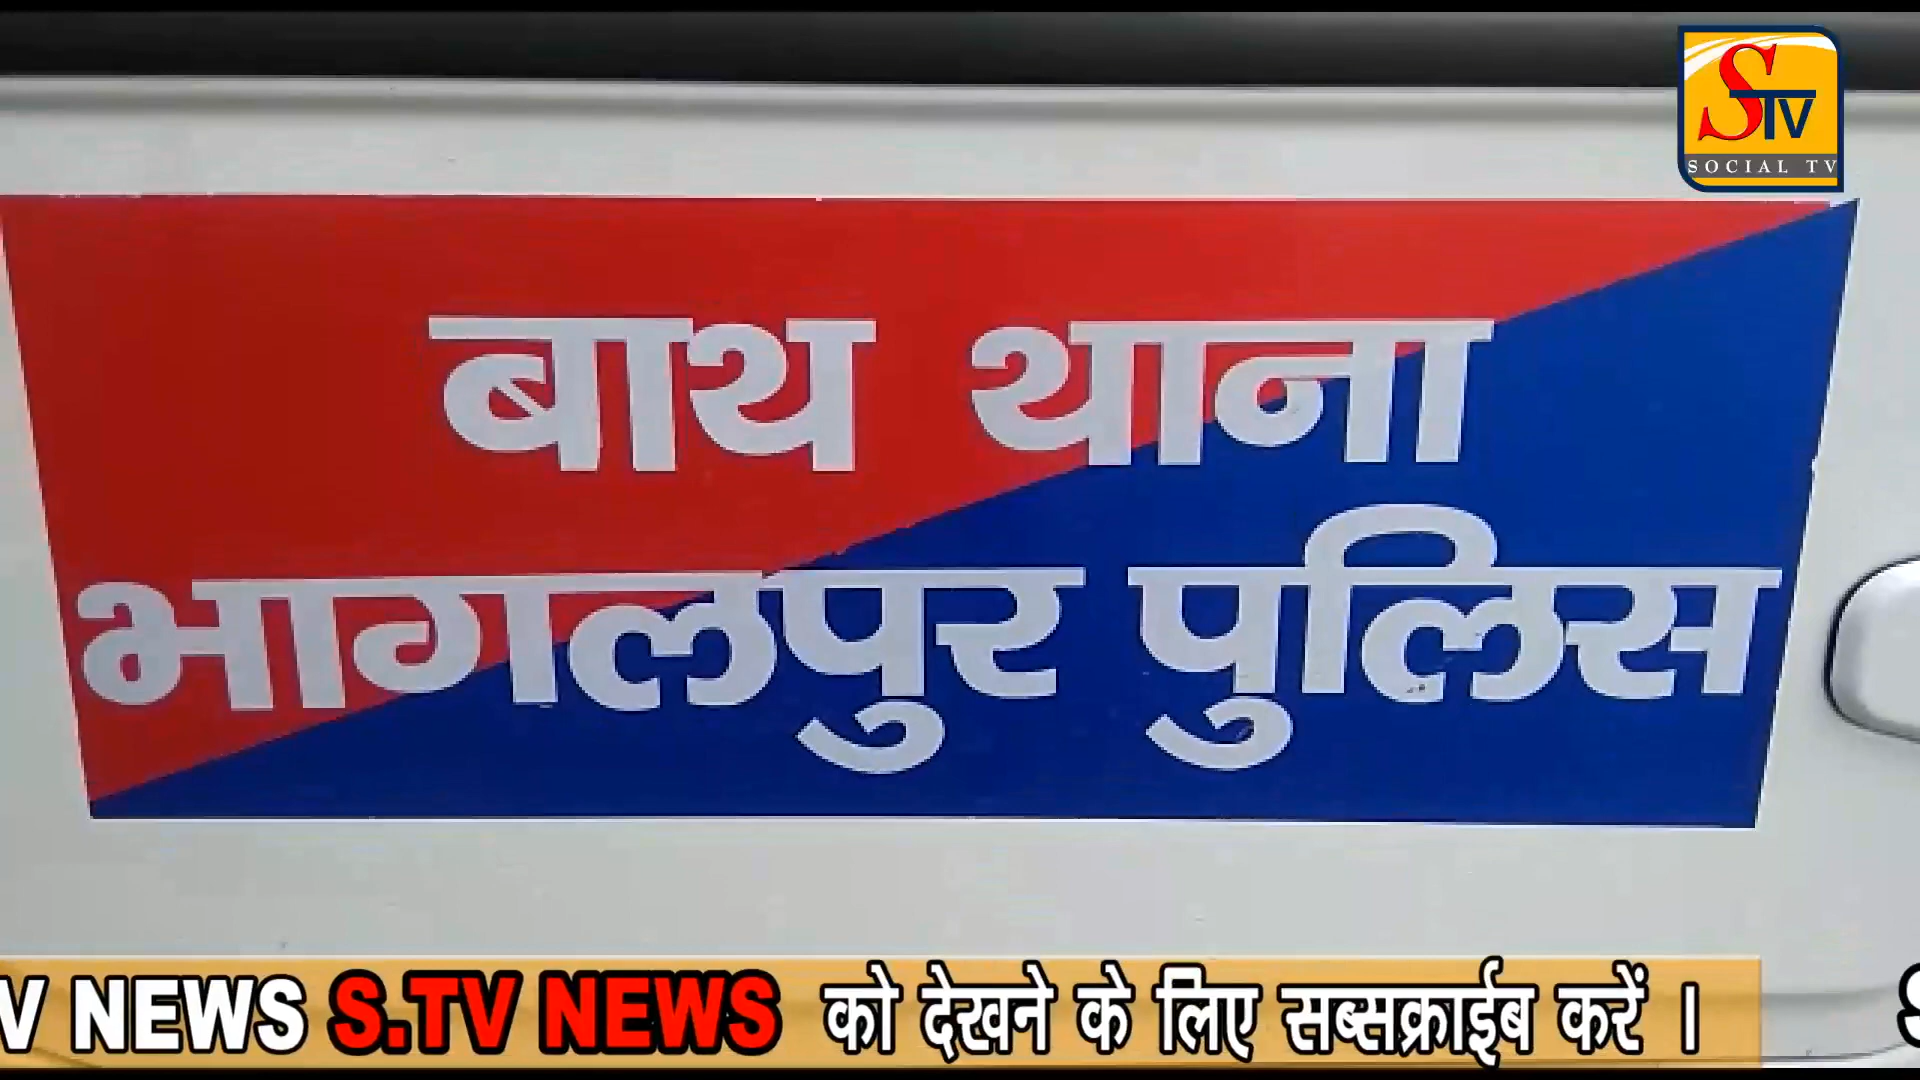 STV
SOCIAL TV
बाथ थाना
भागलपुर पुलिस
V NEWS S.TV NEWS को देखने के लिए सब्सक्राईब करें ।